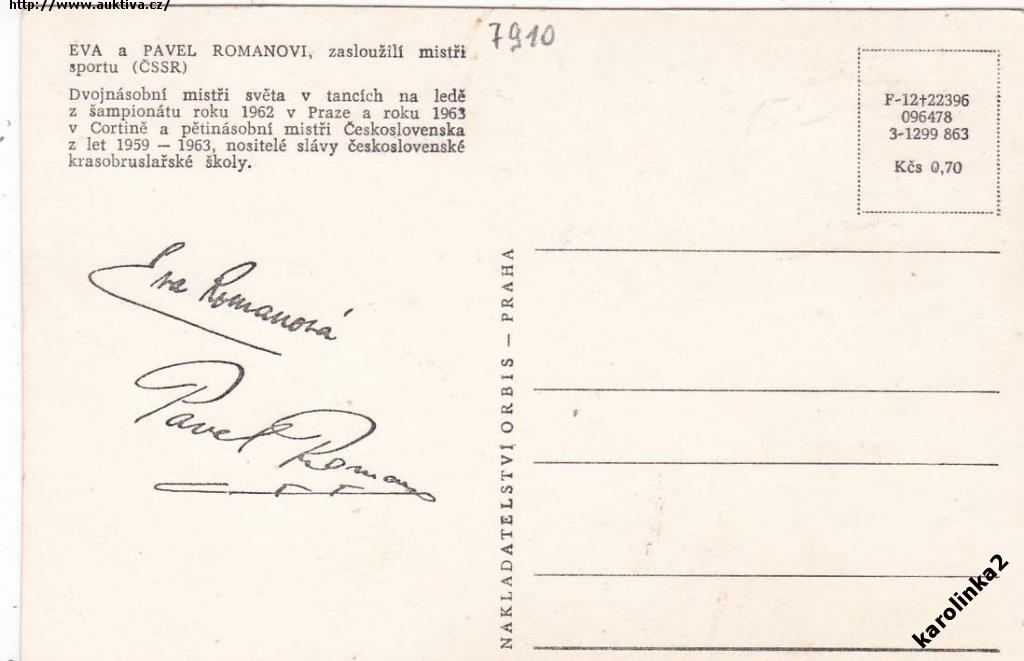 http://www.auktiva.cz/
7910
EVA a PAVEL ROMANOVI, zasloužilí mistři
sportu (ČSSR)
Dvojnásobní mistři světa v tancích na ledě
z šampionátu roku 1962 v Praze a roku 1963
v Cortině a pětinásobní mistři Československa
z let 1959 — 1963, nositelé slávy československé
krasobruslařské školy.
F-12†22396
096478
3-1299 863
Kčs 0,70
Eva Romanová
Pavel Roman
NAKLADATELSTVÍ ORBIS — PRAHA
karolinka2